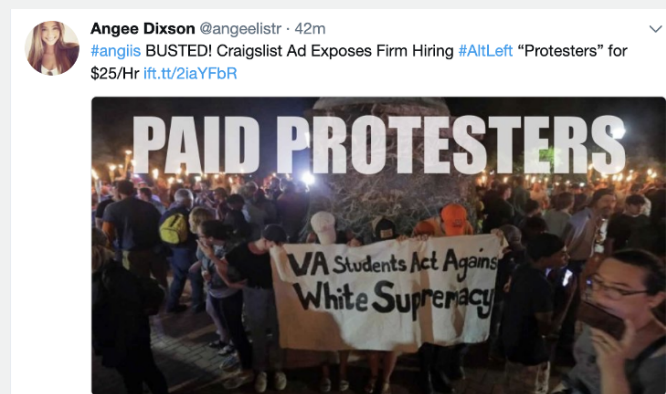 Angee Dixson @angeelistr · 42m
#angiis BUSTED! Craigslist Ad Exposes Firm Hiring #AltLeft “Protesters” for
$25/Hr ift.tt/2iaYFbR
PAID PROTESTERS
VA Students Act Agains
White Supremacy